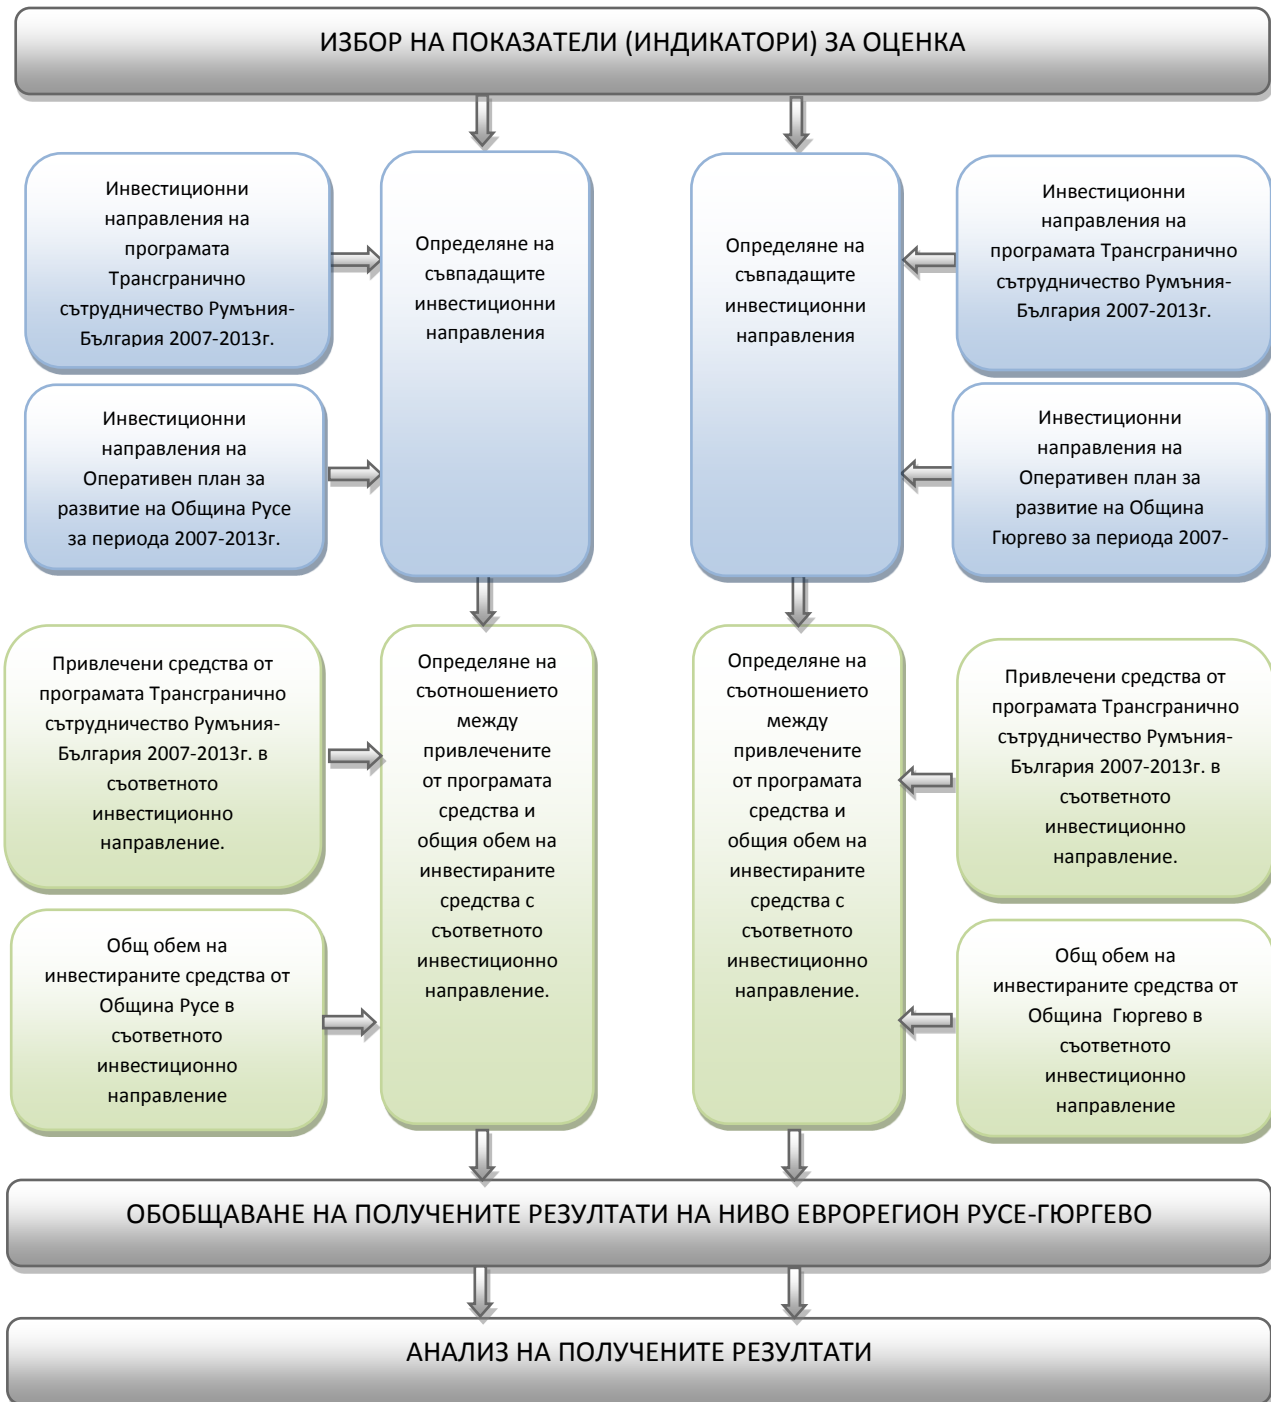 ИЗБОР НА ПОКАЗАТЕЛИ (ИНДИКАТОРИ) ЗА ОЦЕНКА
Инвестиционни
направления на
програмата
Трансгранично
сътрудничество Румъния-
България 2007-2013г.
Определяне на
съвпадащите
инвестиционни
направления
Определяне на
съвпадащите
инвестиционни
направления
Инвестиционни
направления на
програмата Трансгранично
сътрудничество Румъния-
България 2007-2013г.
Инвестиционни
направления на
Оперативен план за
развитие на Община Русе
за периода 2007-2013г.
Инвестиционни
направления на
Оперативен план за
развитие на Община
Гюргево за периода 2007-
Привлечени средства от
програмата Трансгранично
сътрудничество Румъния-
България 2007-2013г. в
съответното
инвестиционно
направление.
Определяне на
съотношението
между
привлечените
от програмата
средства и
общия обем на
инвестираните
средства с
съответното
инвестиционно
направление.
Определяне на
съотношението
между
привлечените
от програмата
средства и
общия обем на
инвестираните
средства с
съответното
инвестиционно
направление.
Привлечени средства от
програмата Трансгранично
сътрудничество Румъния-
България 2007-2013г. в
съответното
инвестиционно
направление.
Общ обем на
инвестираните средства от
Община Русе в
съответното
инвестиционно
направление
Общ обем на
инвестираните средства от
Община  Гюргево в
съответното
инвестиционно
направление
ОБОБЩАВАНЕ НА ПОЛУЧЕНИТЕ РЕЗУЛТАТИ НА НИВО ЕВРОРЕГИОН РУСЕ-ГЮРГЕВО
АНАЛИЗ НА ПОЛУЧЕНИТЕ РЕЗУЛТАТИ